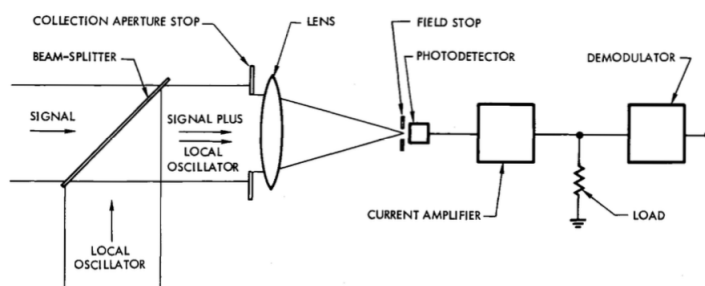 COLLECTION APERTURE STOP
LENS
FIELD STOP
BEAM-SPLITTER
PHOTODETECTOR
DEMODULATOR
SIGNAL
SIGNAL PLUS
LOCAL
OSCILLATOR
CURRENT AMPLIFIER
LOAD
LOCAL
OSCILLATOR